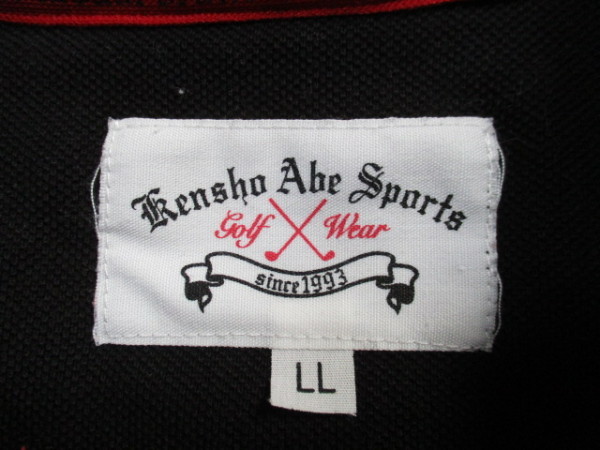 Kensho Abe Sports
Golf Wear
since1993
LL